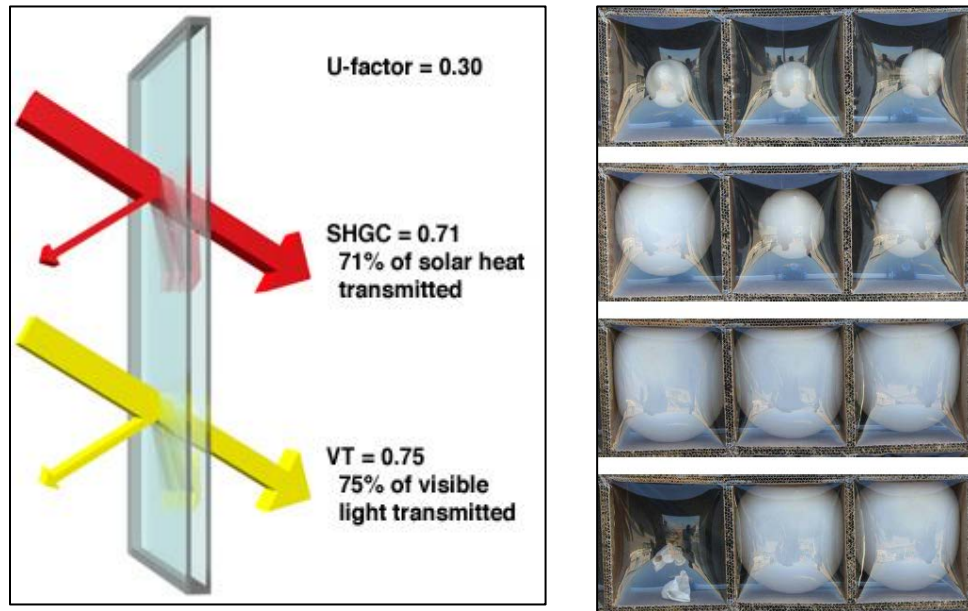 U-factor = 0.30
SHGC = 0.71
71% of solar heat
transmitted
VT = 0.75
75% of visible
light transmitted